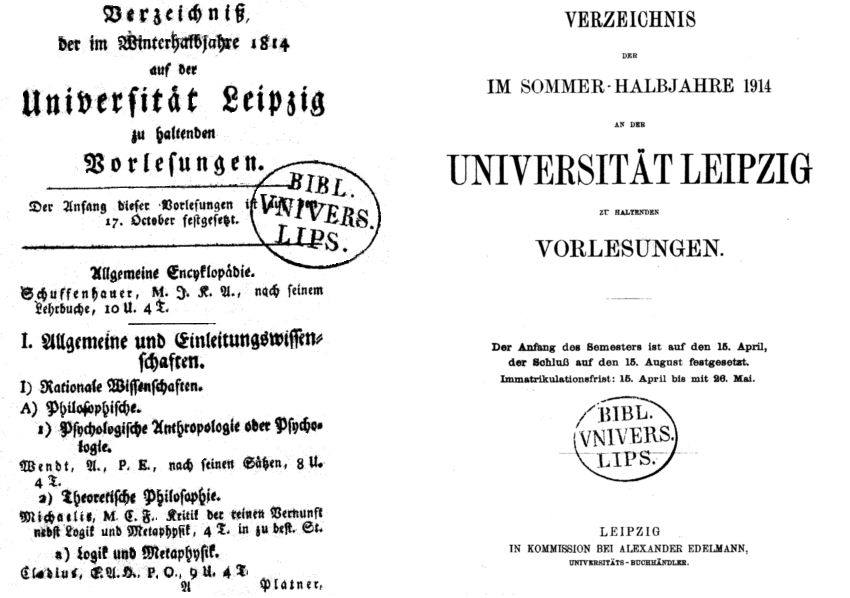 Verzeichniß,
der im Winterhalbjahre 1814
auf der
Universität Leipzig
zu haltenden
Vorlesungen.
Der Anfang dieser Vorlesungen ist auf den
17. October festgesetzt.
BIBL.
VNIVERS.
LIPS.
Allgemeine Encyklopädie.
Schuffenhauer, M. J. K. A., nach seinem
Lehrbuche, 10 U. 4 T.
I. Allgemeine und Einleitungswissen-
schaften.
I) Rationale Wissenschaften.
A) Philosophische.
1) Psychologische Anthropologie oder Psycho-
logie.
Wendt, A., P. E., nach seinen Sätzen, 8 U.
4 T.
2) Theoretische Philosophie.
Michaelis, M. C. F. Kritik der reinen Vernunft
nebst Logik und Metaphysik, 4 T. in zu best. St.
a) Logik und Metaphysik.
Clodius, P. O., 9 U. 4 T.
A Platner,
VERZEICHNIS
DER
IM SOMMER-HALBJAHRE 1914
AN DER
UNIVERSITÄT LEIPZIG
ZU HALTENDEN
VORLESUNGEN.
Der Anfang des Semesters ist auf den 15. April,
der Schluß auf den 15. August festgesetzt.
Immatrikulationsfrist: 15. April bis mit 26. Mai.
BIBL.
VNIVERS.
LIPS.
LEIPZIG
IN KOMMISSION BEI ALEXANDER EDELMANN,
UNIVERSITÄTS-BUCHHÄNDLER.